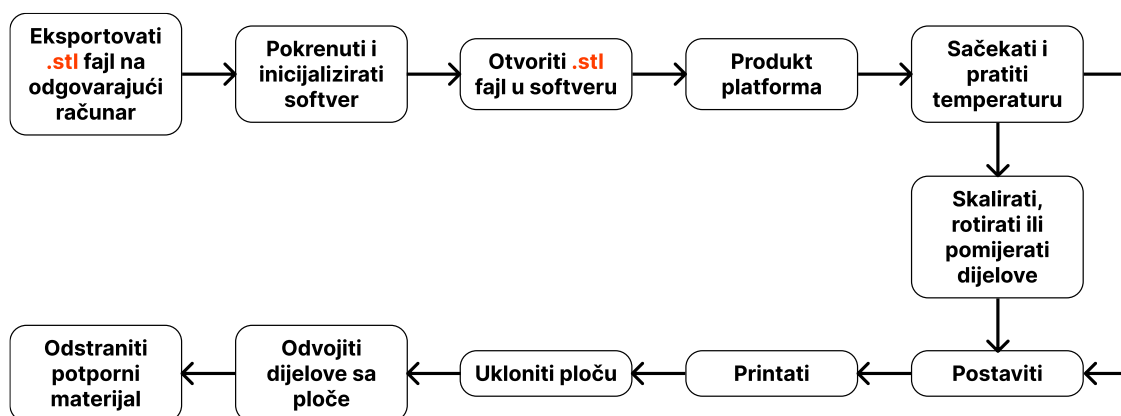 Eksportovati
.stl fajl na
odgovarajući
računar
Pokrenuti i
inicijalizirati
softver
Otvoriti .stl
fajl u softveru
Produkt
platforma
Sačekati i
pratiti
temperaturu
Skalirati,
rotirati ili
pomijerati
dijelove
Postaviti
Printati
Ukloniti ploču
Odvojiti
dijelove sa
ploče
Odstraniti
potporni
materijal